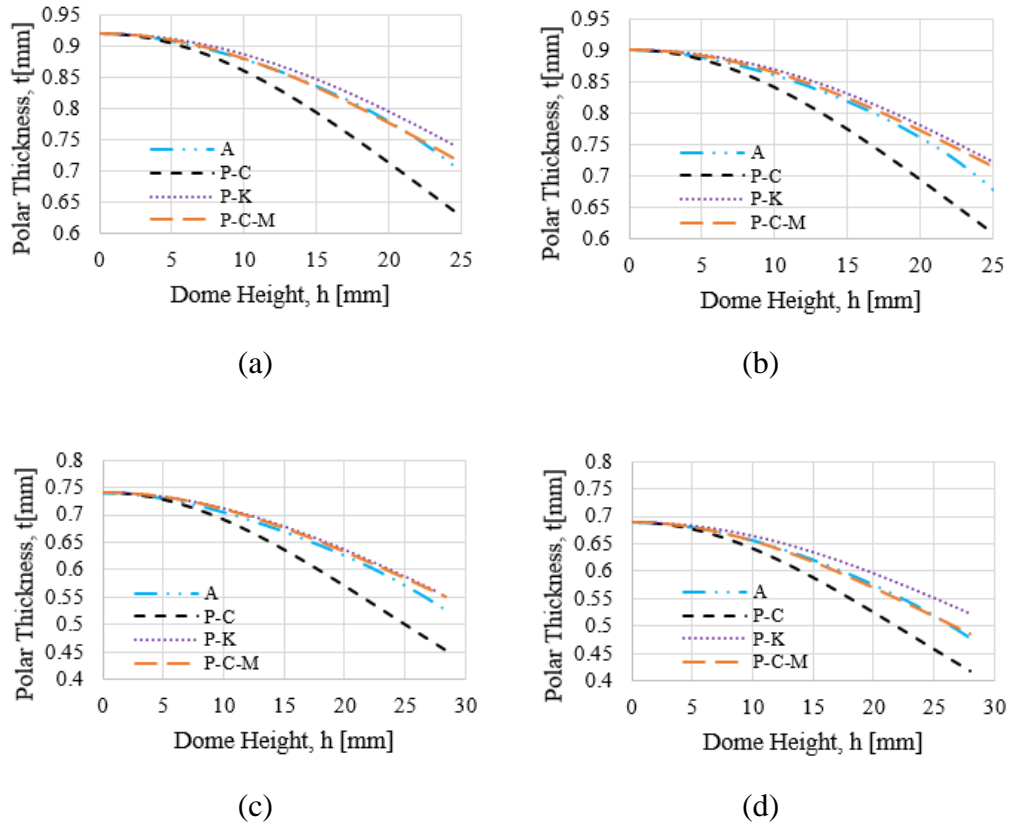 0.95
0.9
0.85
0.8
0.75
0.7
0.65
0.6
Polar Thickness, t[mm]
A
P-C
P-K
P-C-M
0 5 10 15 20 25
Dome Height, h [mm]
(a)
0.95
0.9
0.85
0.8
0.75
0.7
0.65
0.6
Polar Thickness, t[mm]
A
P-C
P-K
P-C-M
0 5 10 15 20 25
Dome Height, h [mm]
(b)
0.8
0.75
0.7
0.65
0.6
0.55
0.5
0.45
0.4
Polar Thickness, t[mm]
A
P-C
P-K
P-C-M
0 5 10 15 20 25 30
Dome Height, h [mm]
(c)
0.8
0.75
0.7
0.65
0.6
0.55
0.5
0.45
0.4
Polar Thickness, t[mm]
A
P-C
P-K
P-C-M
0 5 10 15 20 25 30
Dome Height, h [mm]
(d)